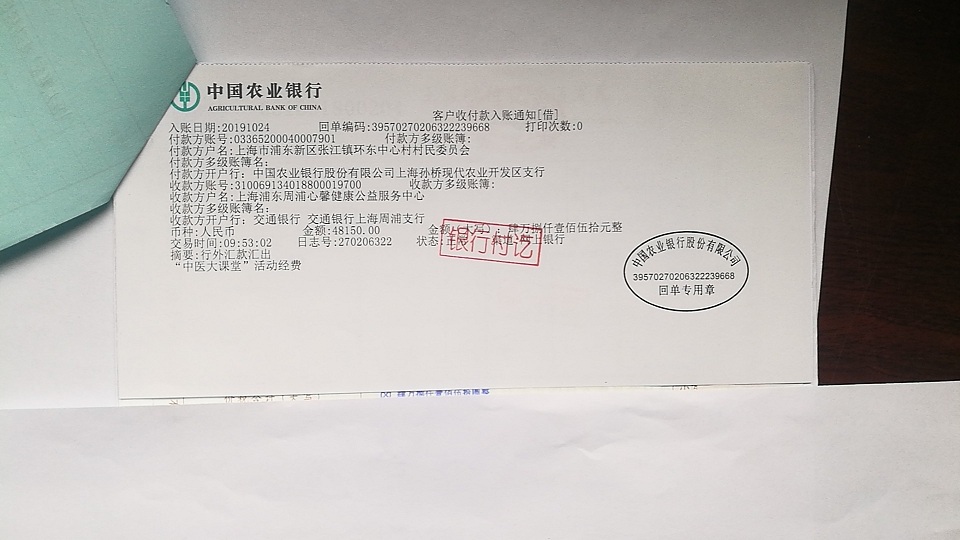 中国农业银行
AGRICULTURAL BANK OF CHINA
客户收付款入账通知[借]
入账日期:20191024 回单编码:39570270206322239668 打印次数:0
付款方账号:03365200040007901 付款方多级账簿:
付款方户名:上海市浦东新区张江镇环东中心村村民委员会
付款方多级账簿名:
付款方开户行: 中国农业银行股份有限公司上海孙桥现代农业开发区支行
收款方账号:310069134018800019700 收款方多级账簿:
收款方户名:上海浦东周浦心馨健康公益服务中心
收款方多级账簿名:
收款方开户行: 交通银行 交通银行上海周浦支行
币种:人民币 金额:48150.00 金额(大写): 肆万捌仟壹佰伍拾元整
交易时间:09:53:02 日志号:270206322 状态: 网上银行
摘要:行外汇款汇出
“中医大课堂”活动经费
银行付讫
中国农业银行股份有限公司
39570270206322239668
回单专用章